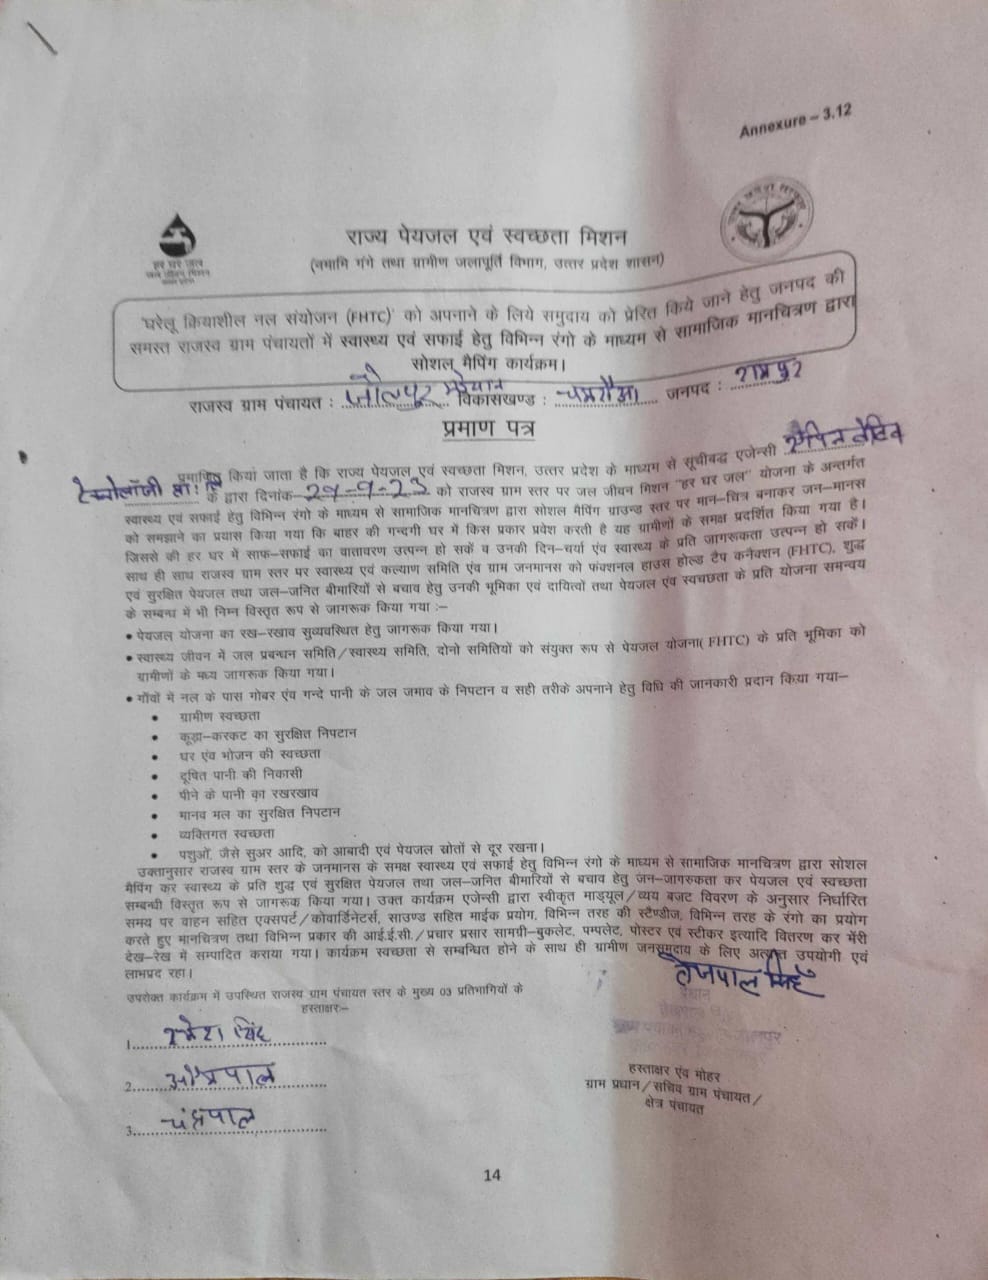 Annexure – 3.12
हर घर जल
जल जीवन मिशन
राज्य पेयजल एवं स्वच्छता मिशन
(नमामि गंगे तथा ग्रामीण जलापूर्ति विभाग, उत्तर प्रदेश शासन)
'घरेलू क्रियाशील नल संयोजन (FHTC)' को अपनाने के लिये समुदाय को प्रेरित किये जाने हेतु जनपद की
समस्त राजस्व ग्राम पंचायतों में स्वास्थ्य एवं सफाई हेतु विभिन्न रंगो के माध्यम से सामाजिक मानचित्रण द्वारा
सोशल मैपिंग कार्यक्रम।
राजस्व ग्राम पंचायत : जौलपुर विकासखण्ड : चमरौआ जनपद : रामपुर
प्रमाण पत्र
प्रमाणित किया जाता है कि राज्य पेयजल एवं स्वच्छता मिशन, उत्तर प्रदेश के माध्यम से सूचीबद्ध एजेन्सी
टेक्नोलॉजी प्रा. लि के द्वारा दिनांक 29-9-23 को राजस्व ग्राम स्तर पर जल जीवन मिशन "हर घर जल" योजना के अन्तर्गत
स्वास्थ्य एवं सफाई हेतु विभिन्न रंगो के माध्यम से सामाजिक मानचित्रण द्वारा सोशल मैपिंग ग्राउन्ड स्तर पर मान–चित्र बनाकर जन–मानस
को समझाने का प्रयास किया गया कि बाहर की गन्दगी घर में किस प्रकार प्रवेश करती है यह ग्रामीणों के समक्ष प्रदर्शित किया गया है।
जिससे की हर घर में साफ–सफाई का वातावरण उत्पन्न हो सकें व उनकी दिन–चर्या एंव स्वास्थ्य के प्रति जागरूकता उत्पन्न हो सकें।
साथ ही साथ राजस्व ग्राम स्तर पर स्वास्थ्य एवं कल्याण समिति एंव ग्राम जनमानस को फंक्शनल हाउस होल्ड टैप कनैक्शन (FHTC), शुद्ध
एवं सुरक्षित पेयजल तथा जल–जनित बीमारियों से बचाव हेतु उनकी भूमिका एवं दायित्वों तथा पेयजल एंव स्वच्छता के प्रति योजना समन्वय
के सम्बन्ध में भी निम्न विस्तृत रूप से जागरूक किया गया :–
• पेयजल योजना का रख–रखाव सुव्यवस्थित हेतु जागरूक किया गया।
• स्वास्थ्य जीवन में जल प्रबन्धन समिति/स्वास्थ्य समिति, दोनो समितियों को संयुक्त रूप से पेयजल योजना( FHTC) के प्रति भूमिका को
ग्रामीणों के मध्य जागरूक किया गया।
• गाँवों में नल के पास गोबर एंव गन्दे पानी के जल जमाव के निपटान व सही तरीके अपनाने हेतु विधि की जानकारी प्रदान किया गया–
• ग्रामीण स्वच्छता
• कूड़ा–करकट का सुरक्षित निपटान
• घर एंव भोजन की स्वच्छता
• दूषित पानी की निकासी
• पीने के पानी का रखरखाव
• मानव मल का सुरक्षित निपटान
• व्यक्तिगत स्वच्छता
• पशुओं, जैसे सुअर आदि, को आबादी एवं पेयजल स्रोतों से दूर रखना।
उक्तानुसार राजस्व ग्राम स्तर के जनमानस के समक्ष स्वास्थ्य एवं सफाई हेतु विभिन्न रंगो के माध्यम से सामाजिक मानचित्रण द्वारा सोशल
मैपिंग कर स्वास्थ्य के प्रति शुद्ध एवं सुरक्षित पेयजल तथा जल–जनित बीमारियों से बचाव हेतु जन–जागरुकता कर पेयजल एवं स्वच्छता
सम्बन्धी विस्तृत रूप से जागरूक किया गया। उक्त कार्यक्रम एजेन्सी द्वारा स्वीकृत माड्यूल/व्यय बजट विवरण के अनुसार निर्धारित
समय पर वाहन सहित एक्सपर्ट/कोवार्डिनेटर्स, साउण्ड सहित माईक प्रयोग, विभिन्न तरह की स्टैण्डीज, विभिन्न तरह के रंगो का प्रयोग
करते हुए मानचित्रण तथा विभिन्न प्रकार की आई.ई.सी./प्रचार प्रसार सामग्री-बुकलेट, पम्पलेट, पोस्टर एवं स्टीकर इत्यादि वितरण कर मेरी
देख–रेख में सम्पादित कराया गया। कार्यक्रम स्वच्छता से सम्बन्धित होने के साथ ही ग्रामीण जनसमुदाय के लिए अत्यंत उपयोगी एवं
लाभप्रद रहा।
तेजपाल सिंह
उपरोक्त कार्यक्रम में उपस्थित राजस्व ग्राम पंचायत स्तर के मुख्य 03 प्रतिभागियों के
हस्ताक्षर:–
प्रधान
1. रमेश सिंह
2. ओमपाल
3. चंद्रपाल
हस्ताक्षर एंव मोहर
ग्राम प्रधान/सचिव ग्राम पंचायत/
क्षेत्र पंचायत
14